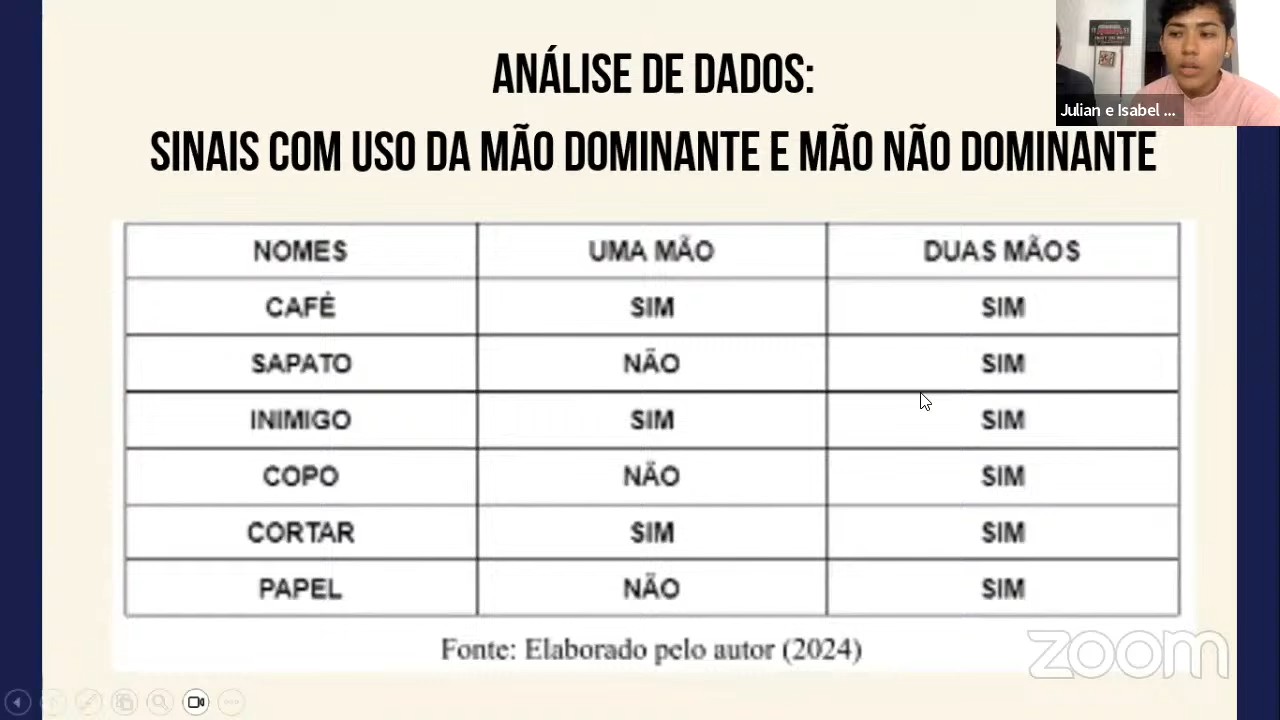 ANÁLISE DE DADOS:
SINAIS COM USO DA MÃO DOMINANTE E MÃO NÃO DOMINANTE
Julian e Isabel ...
NOMES UMA MÃO DUAS MÃOS
CAFÉ SIM SIM
SAPATO NÃO SIM
INIMIGO SIM SIM
COPO NÃO SIM
CORTAR SIM SIM
PAPEL NÃO SIM
Fonte: Elaborado pelo autor (2024)
zoom